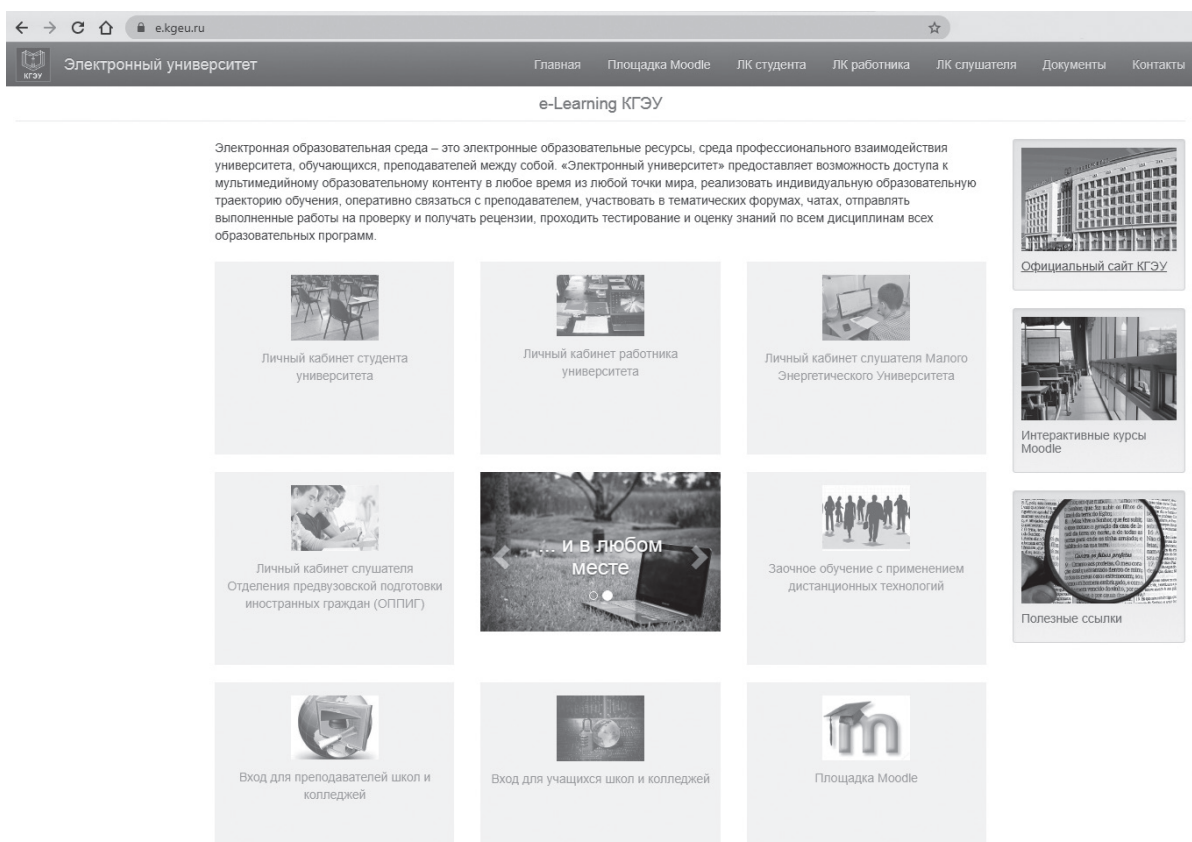 e.kgeu.ru
КГЭУ
Электронный университет
Главная
Площадка Moodle
ЛК студента
ЛК работника
ЛК слушателя
Документы
Контакты
e-Learning КГЭУ
Электронная образовательная среда – это электронные образовательные ресурсы, среда профессионального взаимодействия
университета, обучающихся, преподавателей между собой. «Электронный университет» предоставляет возможность доступа к
мультимедийному образовательному контенту в любое время из любой точки мира, реализовать индивидуальную образовательную
траекторию обучения, оперативно связаться с преподавателем, участвовать в тематических форумах, чатах, отправлять
выполненные работы на проверку и получать рецензии, проходить тестирование и оценку знаний по всем дисциплинам всех
образовательных программ.
Личный кабинет студента
университета
Личный кабинет работника
университета
Личный кабинет слушателя Малого
Энергетического Университета
Личный кабинет слушателя
Отделения предвузовской подготовки
иностранных граждан (ОППИГ)
... и в любом
месте
Заочное обучение с применением
дистанционных технологий
Вход для преподавателей школ и
колледжей
Вход для учащихся школ и колледжей
m
Площадка Moodle
Официальный сайт КГЭУ
Интерактивные курсы
Moodle
Полезные ссылки